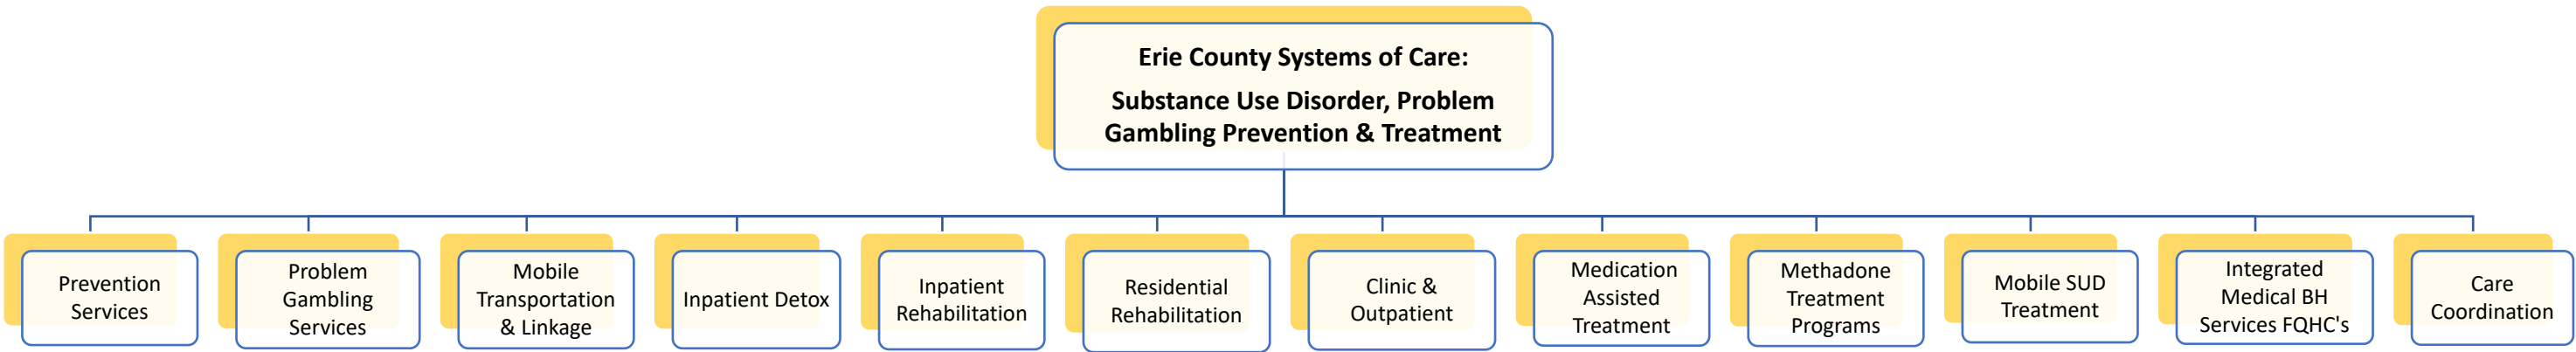 Erie County Systems of Care:
Substance Use Disorder, Problem
Gambling Prevention & Treatment
Prevention
Services
Problem
Gambling
Services
Mobile
Transportation
& Linkage
Inpatient Detox
Inpatient
Rehabilitation
Residential
Rehabilitation
Clinic &
Outpatient
Medication
Assisted
Treatment
Methadone
Treatment
Programs
Mobile SUD
Treatment
Integrated
Medical BH
Services FQHC's
Care
Coordination